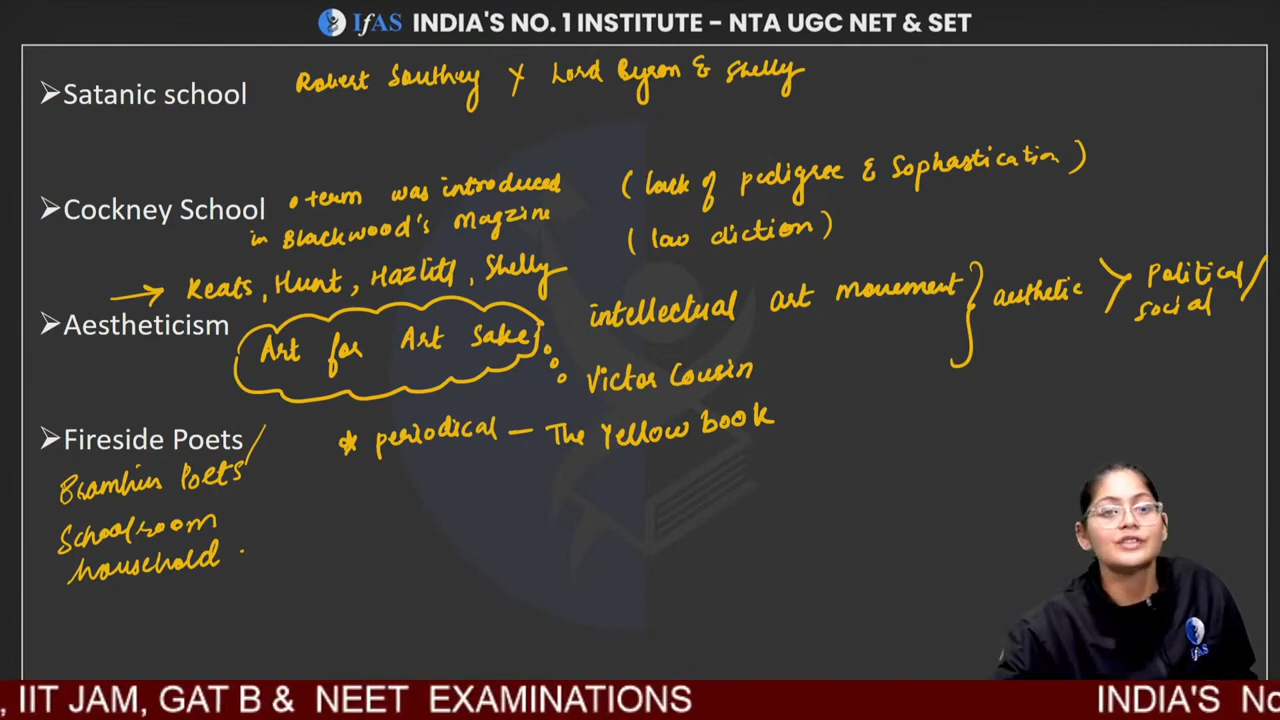 IfAS INDIA'S NO. 1 INSTITUTE - NTA UGC NET & SET
➢Satanic school Robert Southey X Lord Byron & Shelly
➢Cockney School • term was introduced in Blackwood's Magzine
(lack of pedigree & Sophastication)
(low diction)
→ Keats, Hunt, Hazlitt, Shelly
➢Aestheticism Art for Art Sake
intellectual art movement } aesthetic > political/social
Victor Cousin
* periodical — The Yellow book
➢Fireside Poets/
Poets
Schoolroom
household
IfAS
, IIT JAM, GAT B & NEET EXAMINATIONS INDIA'S No